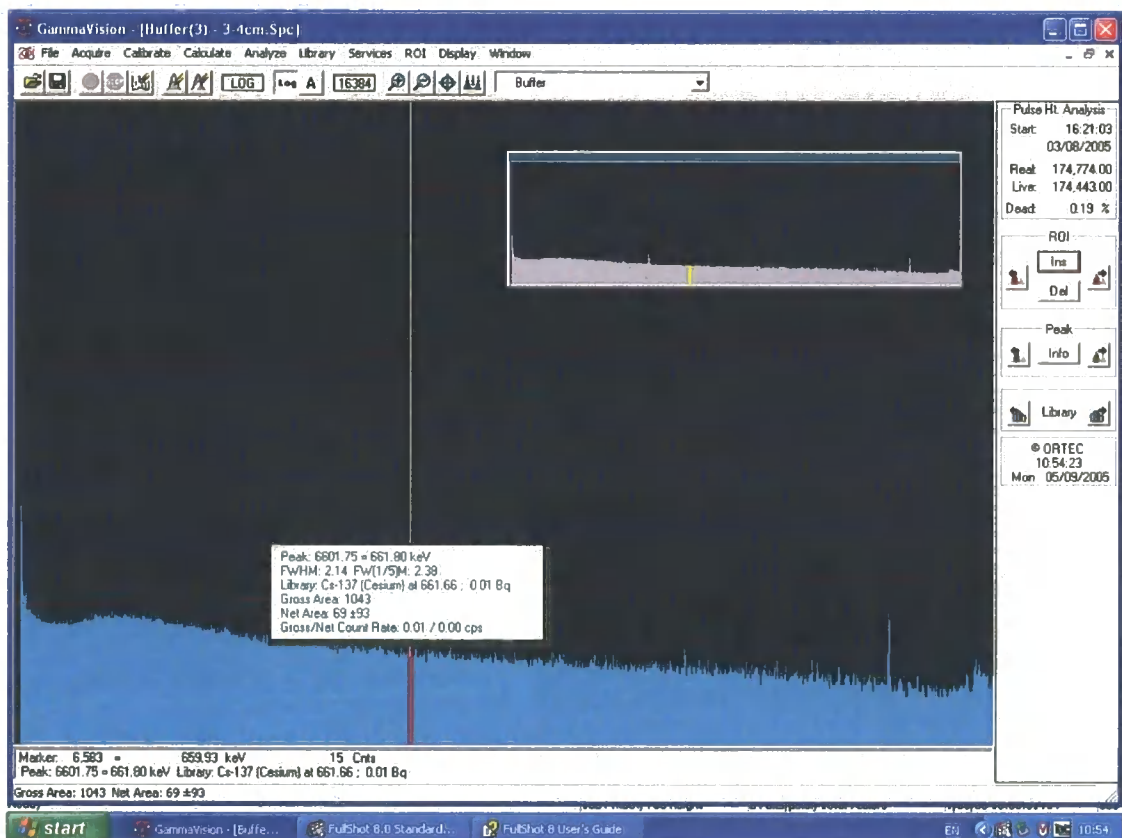 GammaVision - [Buffer(3) - 3-4cm.Spc]
File Acquire Calibrate Calculate Analyze Library Services ROI Display Window
LOG Log A 16384 Buffer
Pulse Ht. Analysis
Start: 16:21:03
03/08/2005
Real: 174,774.00
Live: 174,443.00
Dead: 0.19 %
ROI
Ins
Del
Peak
Info
Library
© ORTEC
10:54:23
Mon 05/09/2005
Peak: 6601.75 = 661.80 keV
FWHM: 2.14 FW(1/5)M: 2.38
Library: Cs-137 (Cesium) at 661.66 ; 0.01 Bq
Gross Area: 1043
Net Area: 69 ±93
Gross/Net Count Rate: 0.01 / 0.00 cps
Marker: 6,583 = 659.93 keV 15 Cnts
Peak: 6601.75 = 661.80 keV Library: Cs-137 (Cesium) at 661.66 ; 0.01 Bq
Gross Area: 1043 Net Area: 69 ±93
start GammaVision - [Buffe... FullShot 8.0 Standard... FullShot 8 User's Guide EN 10:54